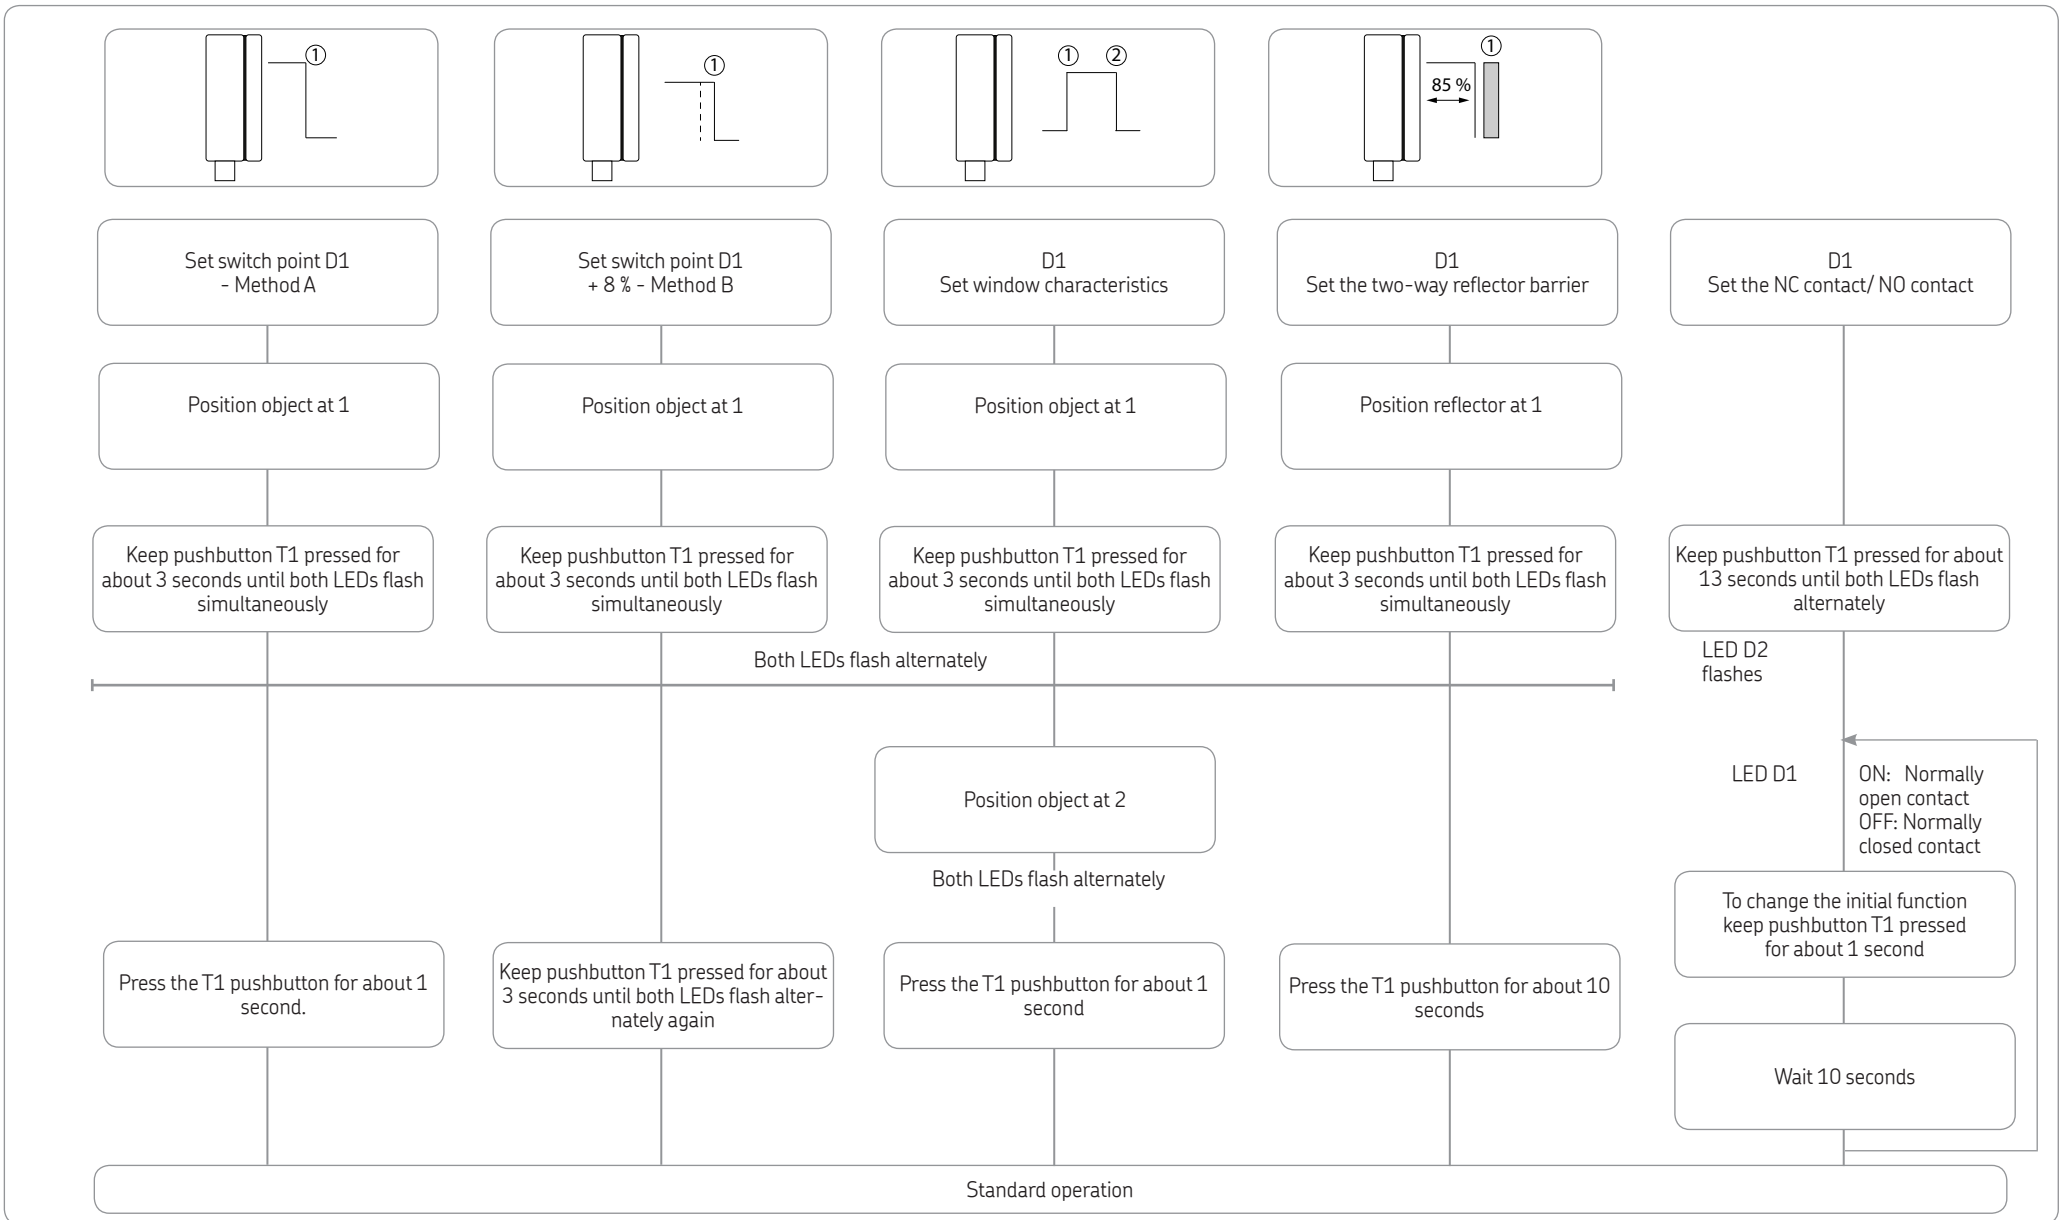 ①
①
①
②
①
85 %
Set switch point D1
- Method A
Set switch point D1
+ 8 % - Method B
D1
Set window characteristics
D1
Set the two-way reflector barrier
D1
Set the NC contact/ NO contact
Position object at 1
Position object at 1
Position object at 1
Position reflector at 1
Keep pushbutton T1 pressed for
about 3 seconds until both LEDs flash
simultaneously
Keep pushbutton T1 pressed for
about 3 seconds until both LEDs flash
simultaneously
Keep pushbutton T1 pressed for
about 3 seconds until both LEDs flash
simultaneously
Keep pushbutton T1 pressed for
about 3 seconds until both LEDs flash
simultaneously
Keep pushbutton T1 pressed for about
13 seconds until both LEDs flash
alternately
Both LEDs flash alternately
LED D2
flashes
Position object at 2
LED D1
ON: Normally
open contact
OFF: Normally
closed contact
Both LEDs flash alternately
To change the initial function
keep pushbutton T1 pressed
for about 1 second
Press the T1 pushbutton for about 1
second.
Keep pushbutton T1 pressed for about
3 seconds until both LEDs flash alter-
nately again
Press the T1 pushbutton for about 1
second
Press the T1 pushbutton for about 10
seconds
Wait 10 seconds
Standard operation